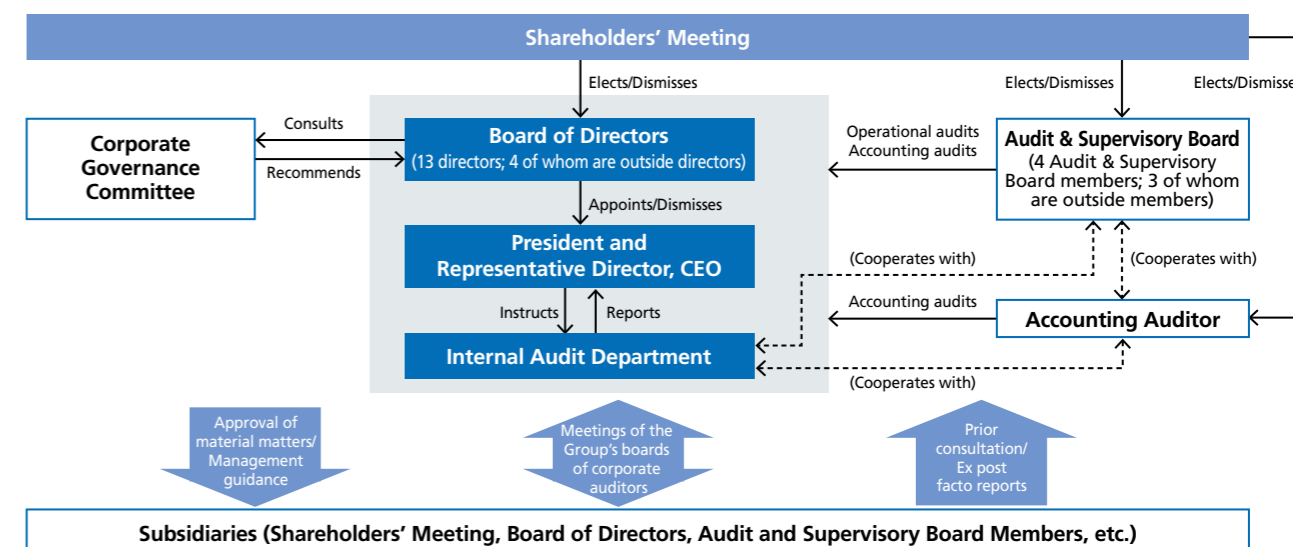 Shareholders’ Meeting
Elects/Dismisses
Elects/Dismisses
Corporate
Governance
Committee
Consults
Recommends
Board of Directors
(13 directors; 4 of whom are outside directors)
Operational audits
Accounting audits
Audit & Supervisory Board
(4 Audit & Supervisory
Board members; 3 of whom
are outside members)
Appoints/Dismisses
President and
Representative Director, CEO
(Cooperates with)
(Cooperates with)
Instructs
Reports
Accounting audits
Accounting Auditor
Internal Audit Department
(Cooperates with)
Approval of
material matters/
Management
guidance
Meetings of the
Group’s boards
of corporate
auditors
Prior
consultation/
Ex post
facto reports
Subsidiaries (Shareholders’ Meeting, Board of Directors, Audit and Supervisory Board Members, etc.)